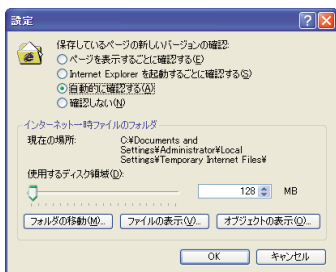 設定
保存しているページの新しいバージョンの確認:
ページを表示するごとに確認する(E)
Internet Explorer を起動するごとに確認する(S)
自動的に確認する(A)
確認しない(N)
インターネット一時ファイルのフォルダ
現在の場所: C:¥Documents and
Settings¥Administrator¥Local
Settings¥Temporary Internet Files¥
使用するディスク領域(D):
128 MB
フォルダの移動(M)... ファイルの表示(V)... オブジェクトの表示(O)...
OK キャンセル